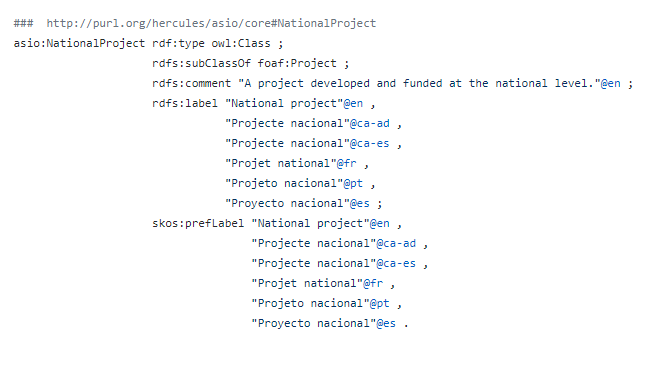 ###  http://purl.org/hercules/asio/core#NationalProject
asio:NationalProject rdf:type owl:Class ;
                     rdfs:subClassOf foaf:Project ;
                     rdfs:comment "A project developed and funded at the national level."@en ;
                     rdfs:label "National project"@en ,
                                "Projecte nacional"@ca-ad ,
                                "Projecte nacional"@ca-es ,
                                "Projet national"@fr ,
                                "Projeto nacional"@pt ,
                                "Proyecto nacional"@es ;
                     skos:prefLabel "National project"@en ,
                                    "Projecte nacional"@ca-ad ,
                                    "Projecte nacional"@ca-es ,
                                    "Projet national"@fr ,
                                    "Projeto nacional"@pt ,
                                    "Proyecto nacional"@es .